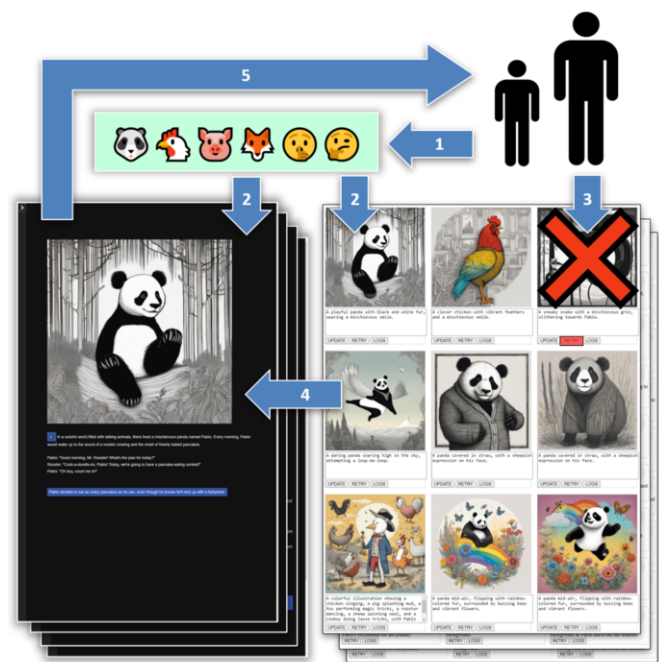 5
1
2
2
3
A playful panda with black and white fur,
wearing a mischievous smile.
A clever chicken with vibrant feathers
and a mischievous smile.
A sneaky snake with a mischievous grin,
slithering towards Pablo.
UPDATE RETRY LOGS
UPDATE RETRY LOGS
UPDATE RETRY LOGS
4
A daring panda soaring high in the sky,
attempting a loop-de-loop.
A panda covered in straw, with a sheepish
expression on his face.
A panda covered in straw, with a sheepish
expression on his face.
UPDATE RETRY LOGS
UPDATE RETRY LOGS
UPDATE RETRY LOGS
In a colorful world filled with talking animals, there lived a mischievous panda named Pablo. Every morning, Pablo
would wake up to the sound of a rooster crowing and the smell of freshly baked pancakes.
Pablo: "Good morning, Mr. Rooster! What's the plan for today?"
Rooster: "Cock-a-doodle-do, Pablo! Today, we're going to have a pancake-eating contest!"
Pablo: "Oh boy, count me in!"
Pablo decides to eat as many pancakes as he can, even though he knows he'll end up with a bellyache.
A colorful illustration showing a
chicken singing, a pig splashing mud, a
fox performing magic tricks, a rooster
dancing, a sheep spinning wool, and a
cowboy doing lasso tricks, with Pablo
A panda mid-air, flipping with rainbow-
colored fur, surrounded by buzzing bees
and vibrant flowers.
A panda mid-air, flipping with rainbow-
colored fur, surrounded by buzzing bees
and vibrant flowers.
UPDATE RETRY LOGS
UPDATE RETRY LOGS
UPDATE RETRY LOGS